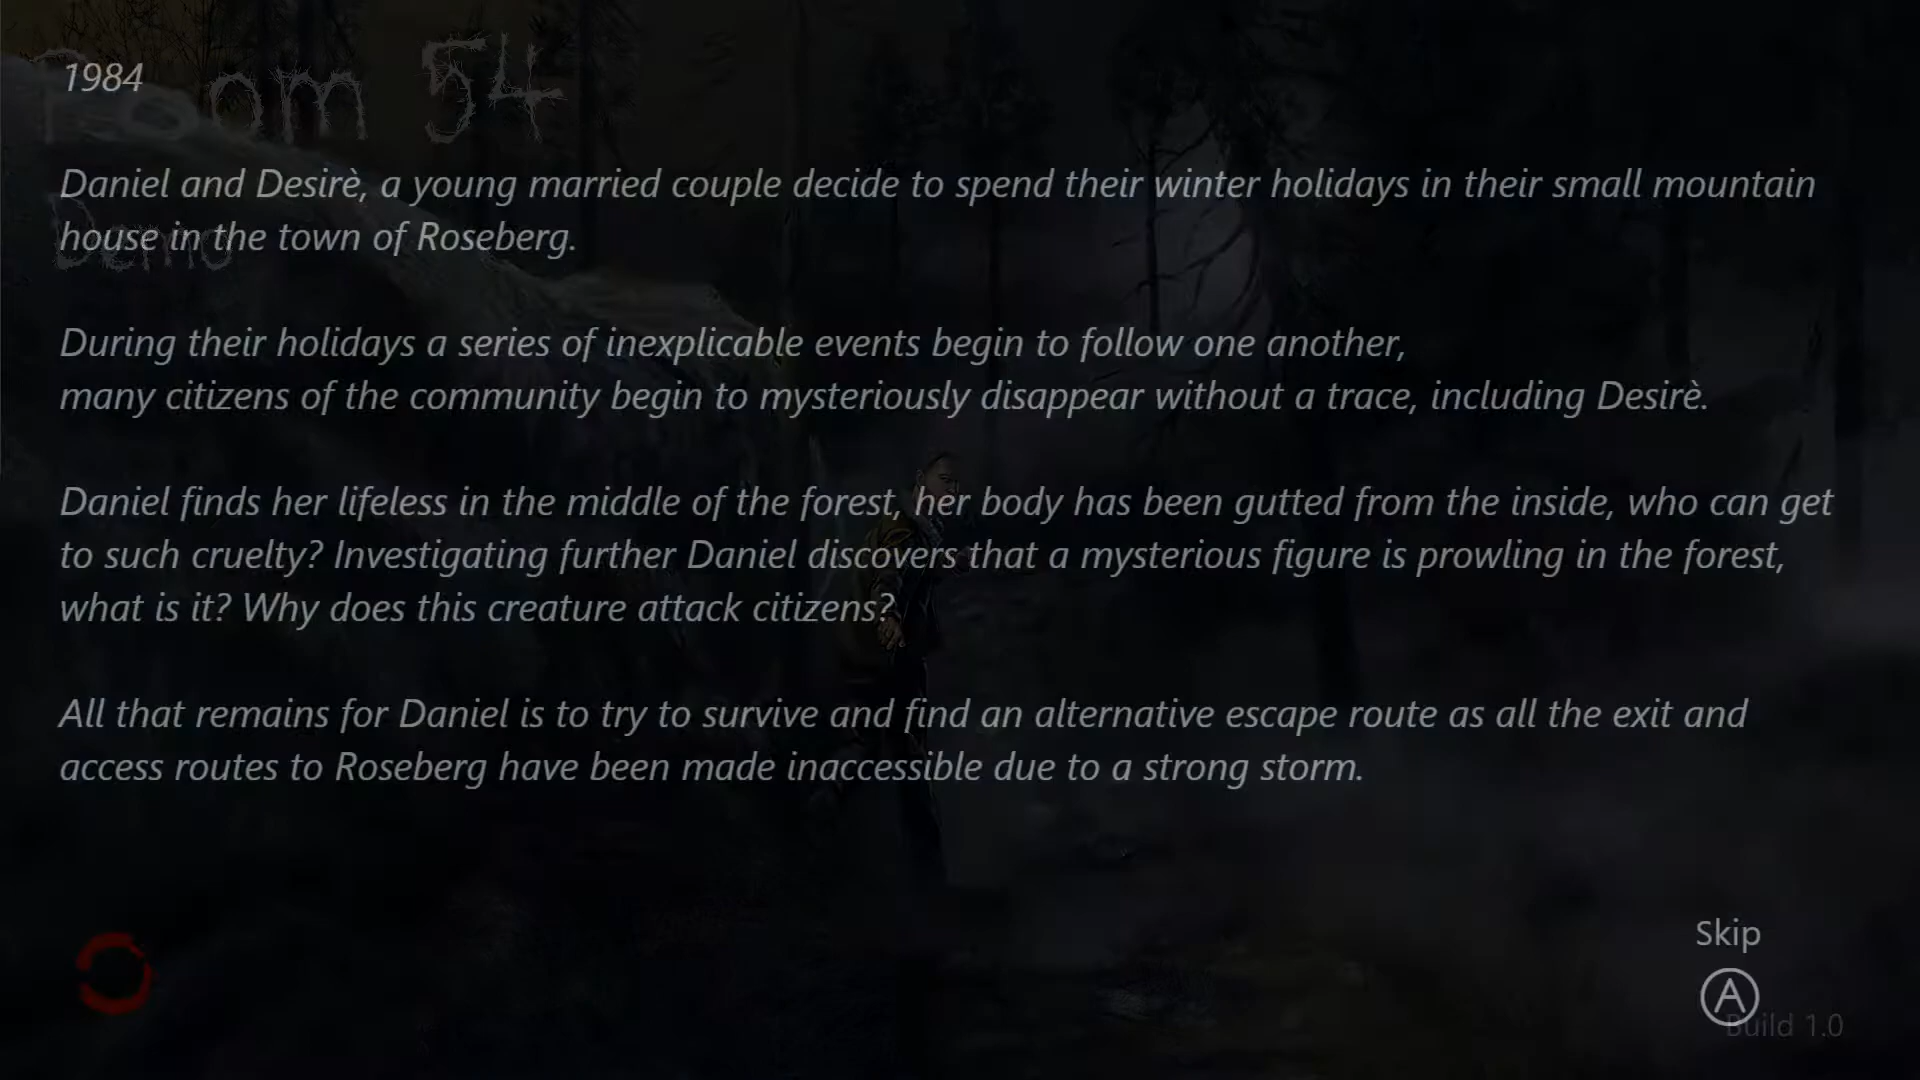 Room 54
1984
Daniel and Desirè, a young married couple decide to spend their winter holidays in their small mountain
house in the town of Roseberg.
Demo
During their holidays a series of inexplicable events begin to follow one another,
many citizens of the community begin to mysteriously disappear without a trace, including Desirè.
Daniel finds her lifeless in the middle of the forest, her body has been gutted from the inside, who can get
to such cruelty? Investigating further Daniel discovers that a mysterious figure is prowling in the forest,
what is it? Why does this creature attack citizens?
All that remains for Daniel is to try to survive and find an alternative escape route as all the exit and
access routes to Roseberg have been made inaccessible due to a strong storm.
Skip
A
Build 1.0